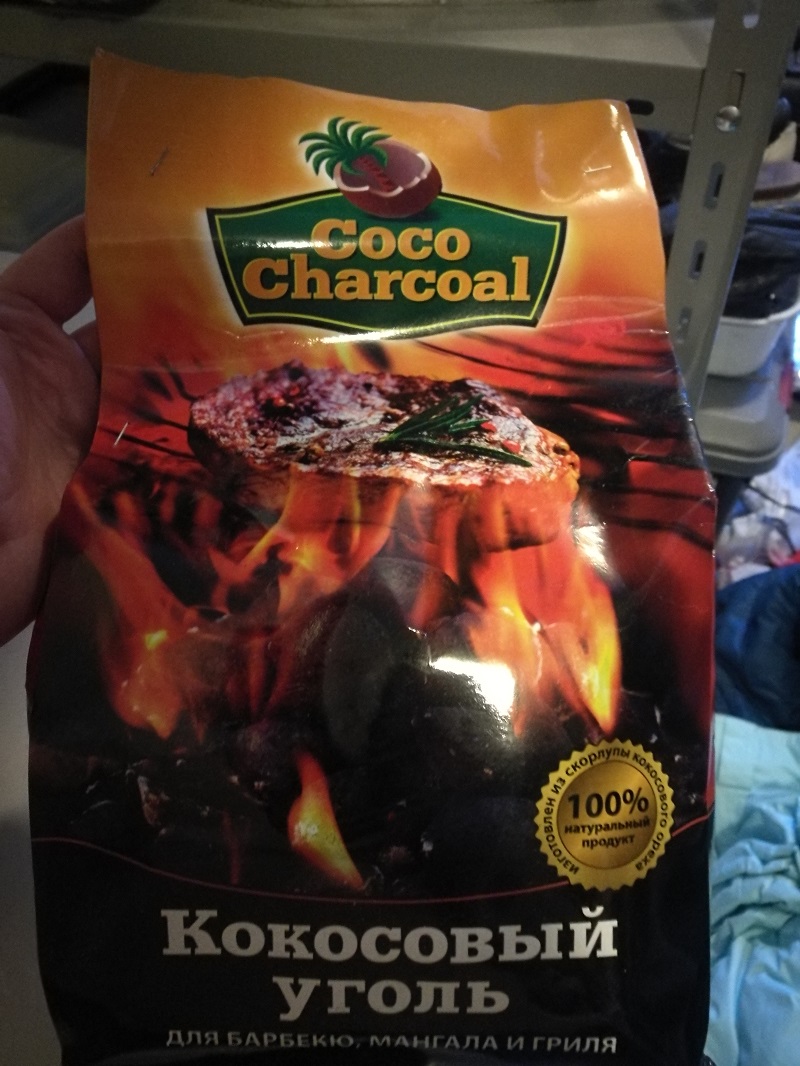 Coco
Charcoal
изготовлен из скорлупы кокосового ореха
100%
натуральный
продукт
Кокосовый
уголь
ДЛЯ БАРБЕКЮ, МАНГАЛА И ГРИЛЯ